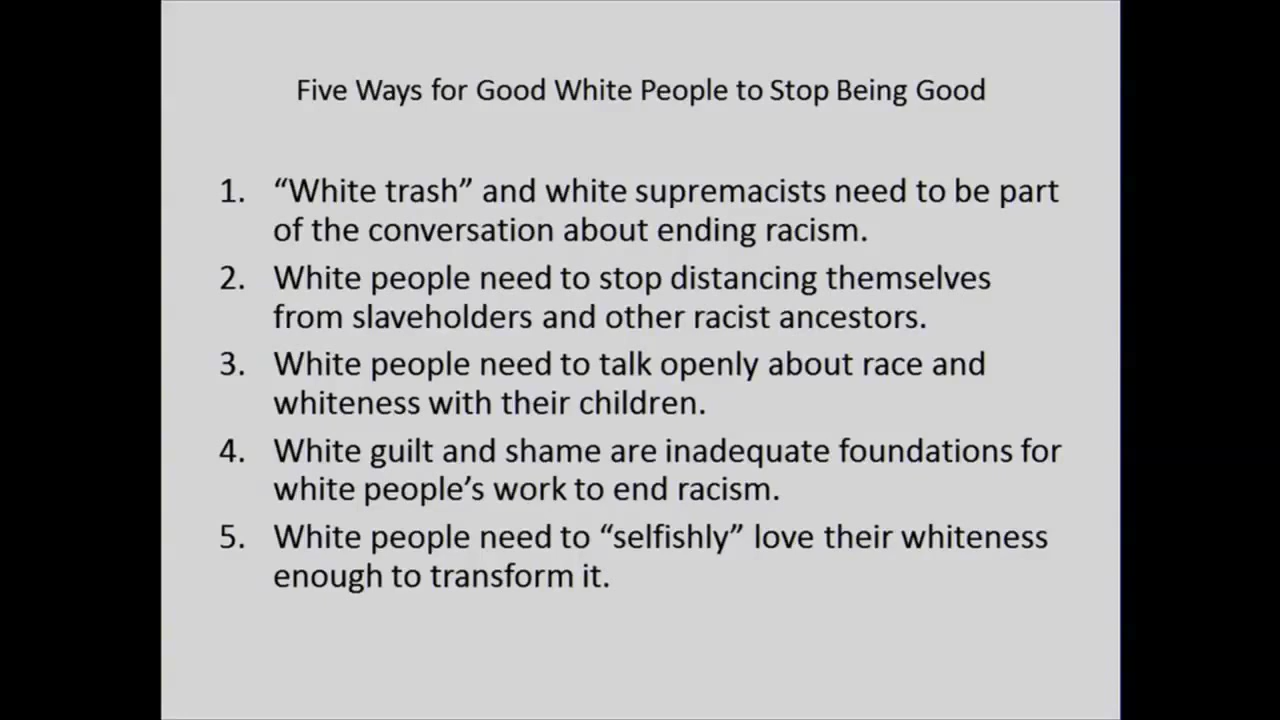 Five Ways for Good White People to Stop Being Good
1. “White trash” and white supremacists need to be part
of the conversation about ending racism.
2. White people need to stop distancing themselves
from slaveholders and other racist ancestors.
3. White people need to talk openly about race and
whiteness with their children.
4. White guilt and shame are inadequate foundations for
white people’s work to end racism.
5. White people need to “selfishly” love their whiteness
enough to transform it.